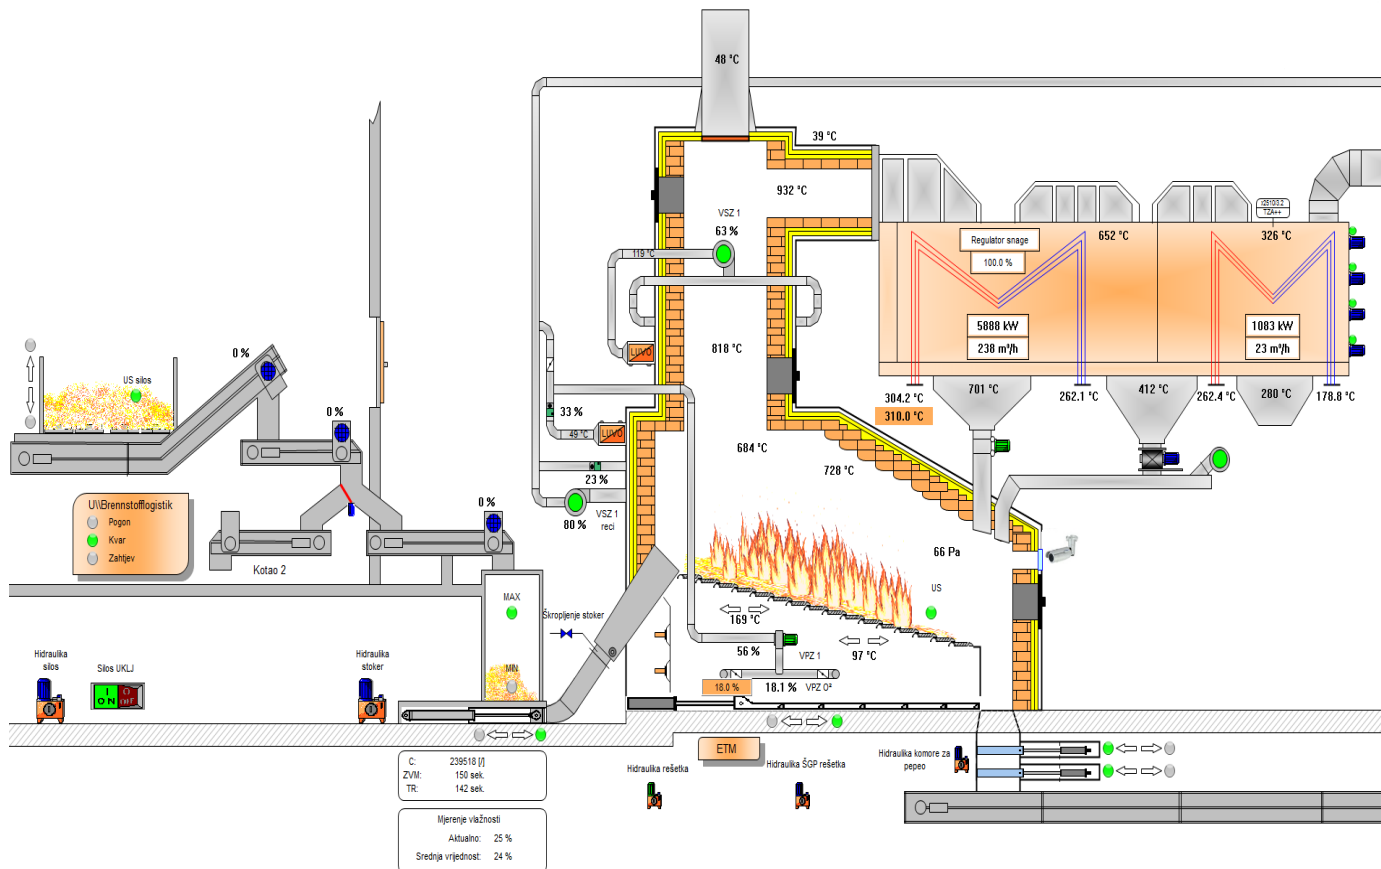 48 °C
39 °C
932 °C
VSZ 1
63 %
119 °C
LUVO
818 °C
TZA++
652 °C
326 °C
Regulator snage
100.0 %
5888 kW
238 m³/h
1083 kW
23 m³/h
701 °C
412 °C
280 °C
304.2 °C
310.0 °C
262.1 °C
262.4 °C
178.8 °C
0 %
US silos
0 %
33 %
49 °C
LUVO
684 °C
728 °C
23 %
80 %
VSZ 1
reci
0 %
U\\Brennstofflogistik
Pogon
Kvar
Zahtjev
Kotao 2
66 Pa
US
MAX
MIN
Škropljenje stoker
169 °C
56 %
VPZ 1
97 °C
18.0 %
18.1 %
VPZ 0ª
Hidraulika
silos
Silos UKLJ
I
ON
O
OFF
Hidraulika
stoker
C: 239518 [/]
ZVM: 150 sek.
TR: 142 sek.
Mjerenje vlažnosti
Aktualno: 25 %
Srednja vrijednost: 24 %
ETM
Hidraulika rešetka
Hidraulika ŠGP rešetka
Hidraulika komore za
pepeo